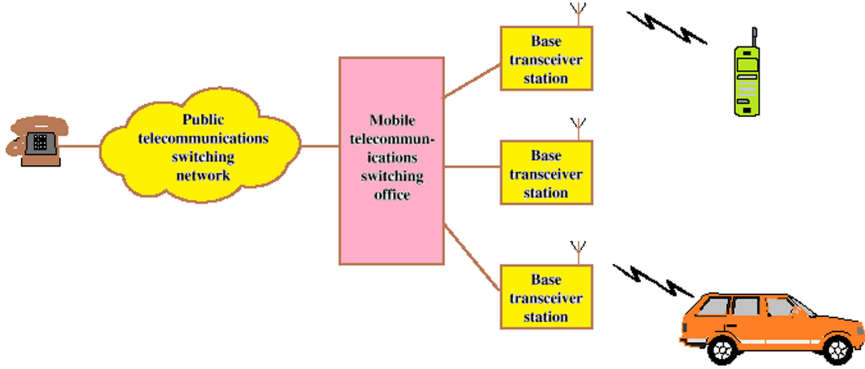 Public
telecommunications
switching
network
Mobile
telecommun-
ications
switching
office
Base
transceiver
station
Base
transceiver
station
Base
transceiver
station